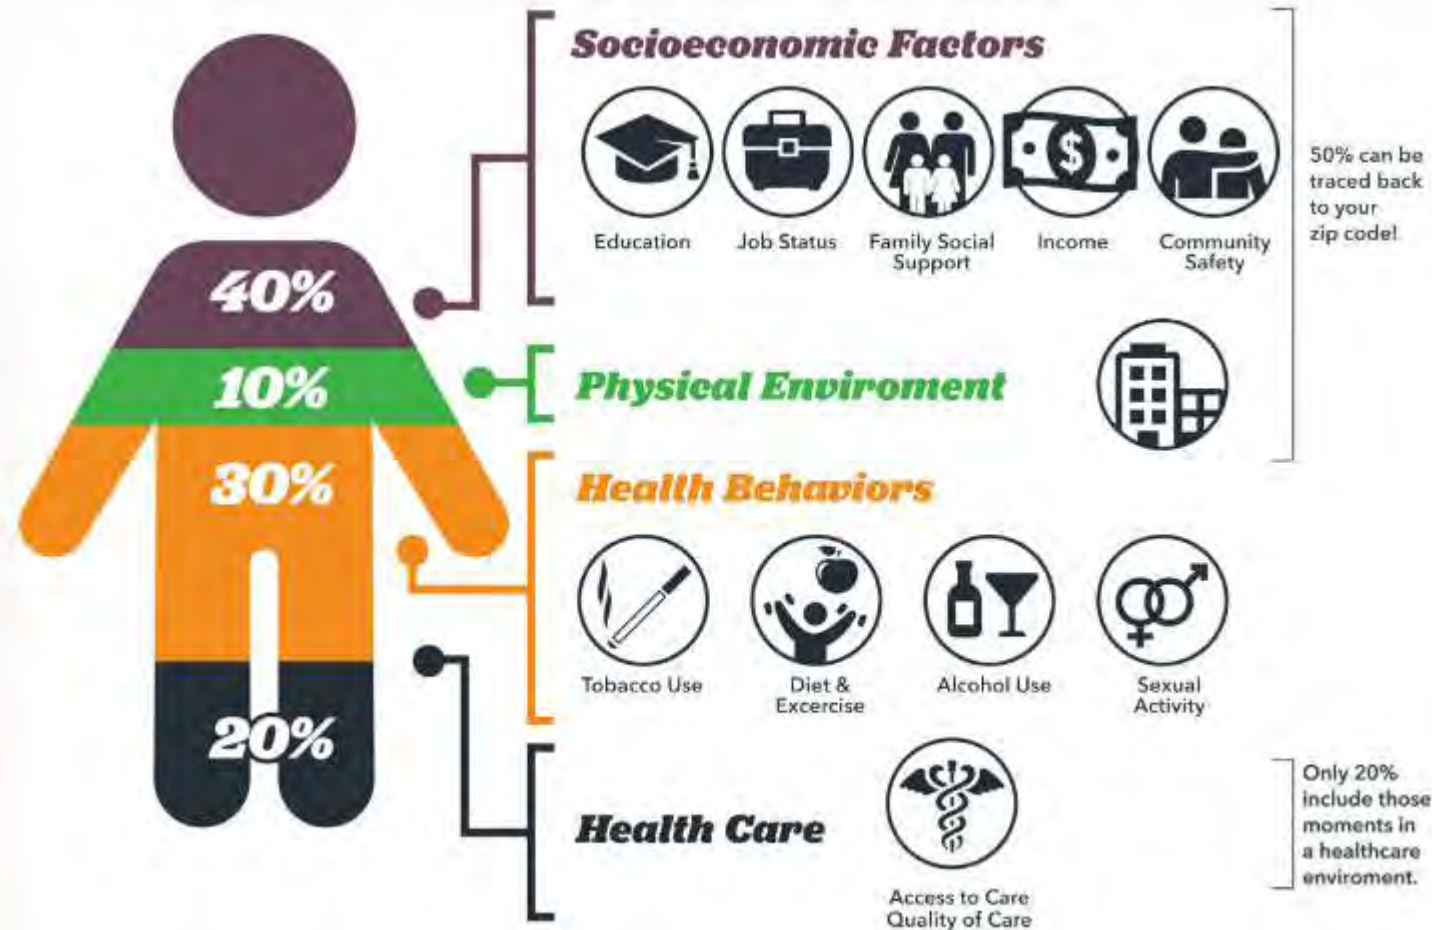 Socioeconomic Factors
Education
Job Status
Family Social
Support
Income
Community
Safety
50% can be
traced back
to your
zip code!
40%
10%
Physical Enviroment
30%
Health Behaviors
Tobacco Use
Diet &
Excercise
Alcohol Use
Sexual
Activity
20%
Health Care
Access to Care
Quality of Care
Only 20%
include those
moments in
a healthcare
enviroment.
$